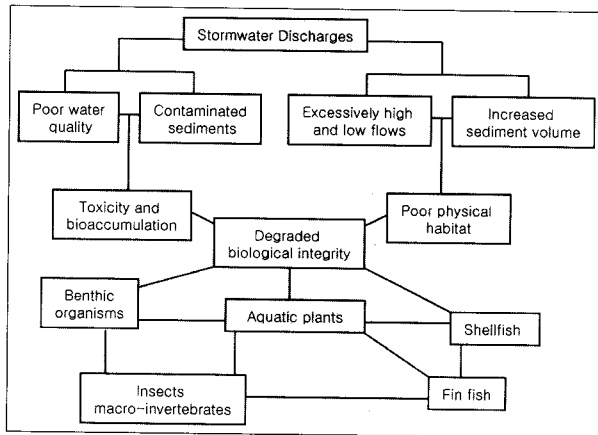 Stormwater Discharges
Poor water
quality
Contaminated
sediments
Excessively high
and low flows
Increased
sediment volume
Toxicity and
bioaccumulation
Poor physical
habitat
Degraded
biological integrity
Benthic
organisms
Aquatic plants
Shellfish
Insects
macro-invertebrates
Fin fish